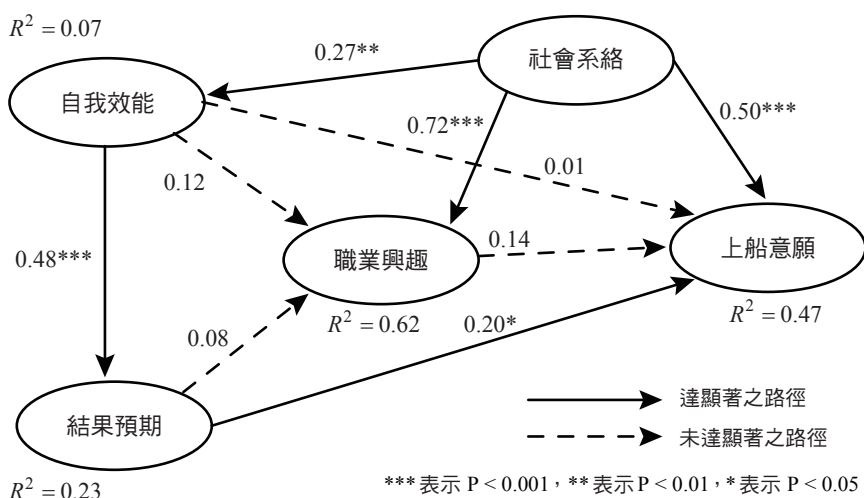 R² = 0.07
0.27**
社會系絡
自我效能
0.72***
0.50***
0.12
0.01
0.48***
職業興趣
0.14
上船意願
R² = 0.62
0.20*
R² = 0.47
0.08
達顯著之路徑
結果預期
未達顯著之路徑
R² = 0.23
*** 表示 P < 0.001，** 表示 P < 0.01，* 表示 P < 0.05